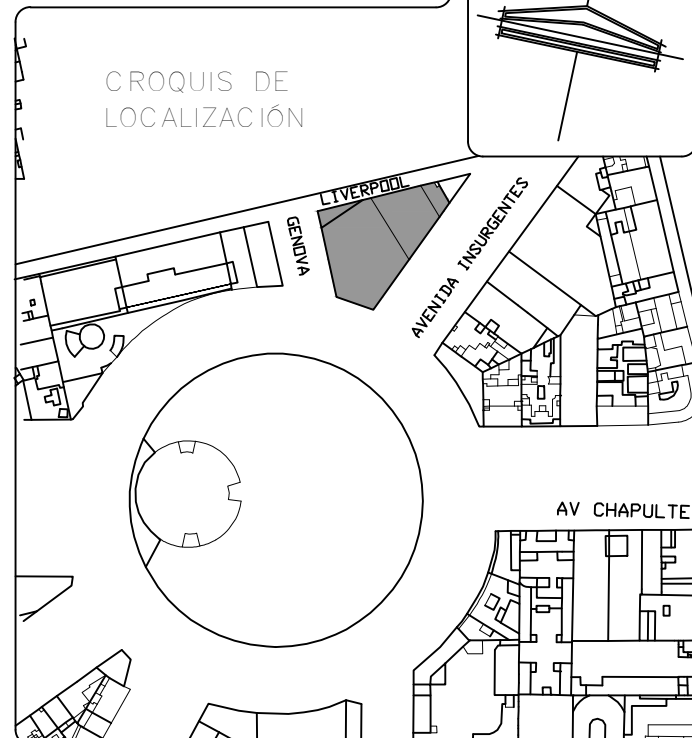 CROQUIS DE
LOCALIZACIÓN
LIVERPOOL
GENOVA
AVENIDA INSURGENTES
AV CHAPULTE